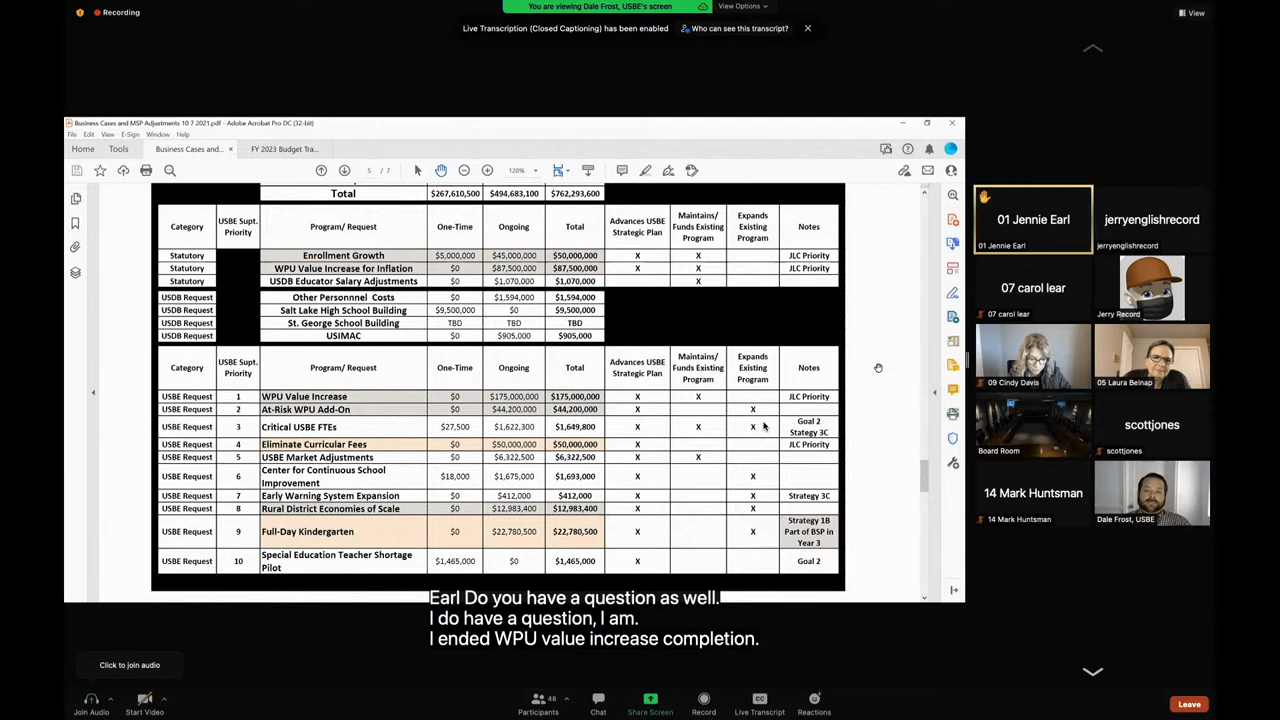 Recording
You are viewing Dale Frost, USBE's screen
View Options
View
Live Transcription (Closed Captioning) has been enabled
Who can see this transcript?
Business Cases and MSP Adjustments 10 7 2021.pdf - Adobe Acrobat Pro DC (32-bit)
File Edit View E-Sign Window Help
Home Tools Business Cases and... FY 2023 Budget Tra...
5 / 7 128%
Total $267,610,500 $494,683,100 $762,293,600
Category USBE Supt. Priority Program/ Request One-Time Ongoing Total Advances USBE Strategic Plan Maintains/ Funds Existing Program Expands Existing Program Notes
Statutory Enrollment Growth $5,000,000 $45,000,000 $50,000,000 X X JLC Priority
Statutory WPU Value Increase for Inflation $0 $87,500,000 $87,500,000 X X JLC Priority
Statutory USDB Educator Salary Adjustments $0 $1,070,000 $1,070,000 X
USDB Request Other Personnnel Costs $0 $1,594,000 $1,594,000
USDB Request Salt Lake High School Building $9,500,000 $0 $9,500,000
USDB Request St. George School Building TBD TBD TBD
USDB Request USIMAC $0 $905,000 $905,000
Category USBE Supt. Priority Program/ Request One-Time Ongoing Total Advances USBE Strategic Plan Maintains/ Funds Existing Program Expands Existing Program Notes
USBE Request 1 WPU Value Increase $0 $175,000,000 $175,000,000 X X JLC Priority
USBE Request 2 At-Risk WPU Add-On $0 $44,200,000 $44,200,000 X X
USBE Request 3 Critical USBE FTEs $27,500 $1,622,300 $1,649,800 X X X Goal 2 Stategy 3C
USBE Request 4 Eliminate Curricular Fees $0 $50,000,000 $50,000,000 X JLC Priority
USBE Request 5 USBE Market Adjustments $0 $6,322,500 $6,322,500 X X
USBE Request 6 Center for Continuous School Improvement $18,000 $1,675,000 $1,693,000 X X
USBE Request 7 Early Warning System Expansion $0 $412,000 $412,000 X X Strategy 3C
USBE Request 8 Rural District Economies of Scale $0 $12,983,400 $12,983,400 X X
USBE Request 9 Full-Day Kindergarten $0 $22,780,500 $22,780,500 X X Strategy 1B Part of BSP in Year 3
USBE Request 10 Special Education Teacher Shortage Pilot $1,465,000 $0 $1,465,000 X Goal 2
01 Jennie Earl
01 Jennie Earl
jerryenglishrecord
jerryenglishrecord
07 carol lear
07 carol lear
Jerry Record
09 Cindy Davis
05 Laura Belnap
Board Room
scottjones
scottjones
14 Mark Huntsman
14 Mark Huntsman
Dale Frost, USBE
Earl Do you have a question as well.
I do have a question, I am.
I ended WPU value increase completion.
Click to join audio
Join Audio
Start Video
48
Participants
Chat
Share Screen
Record
CC
Live Transcript
Reactions
Leave